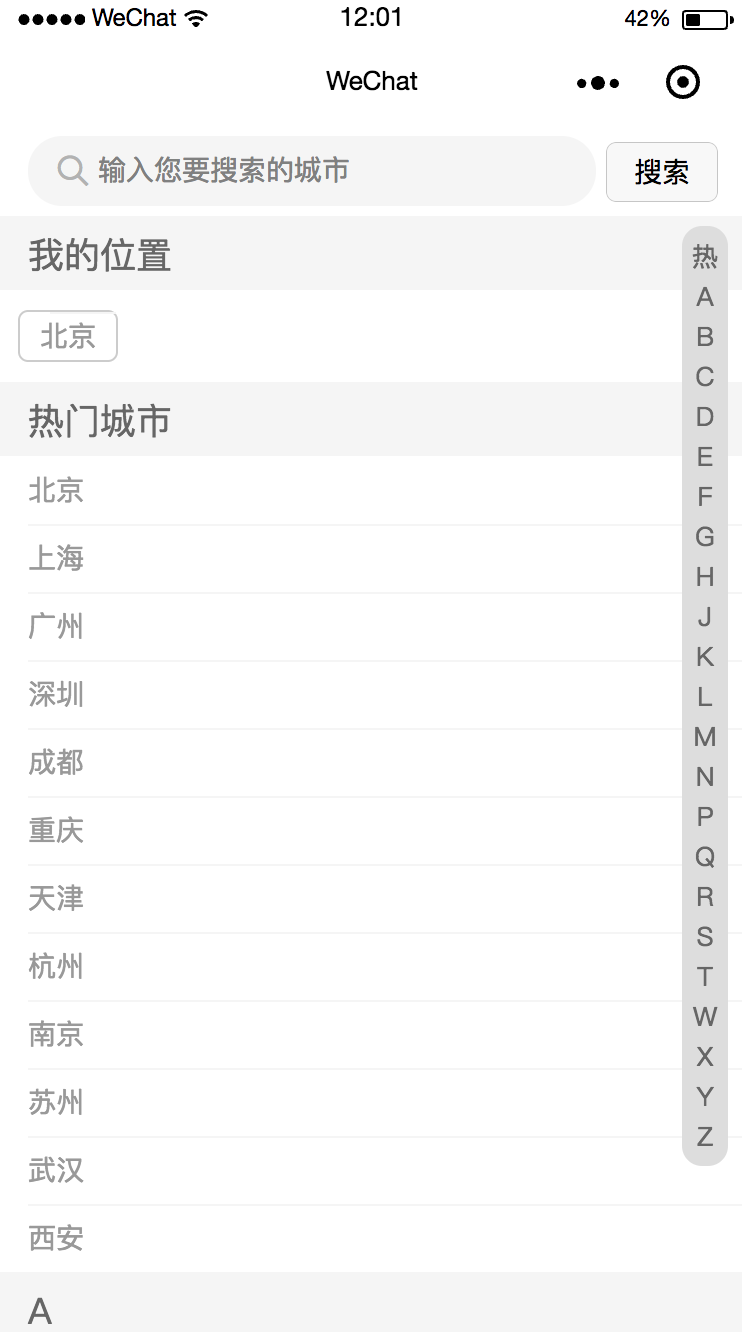 WeChat 12:01 42%
WeChat
输入您要搜索的城市 搜索
我的位置
北京
热门城市
北京
上海
广州
深圳
成都
重庆
天津
杭州
南京
苏州
武汉
西安
A
热
A
B
C
D
E
F
G
H
J
K
L
M
N
P
Q
R
S
T
W
X
Y
Z